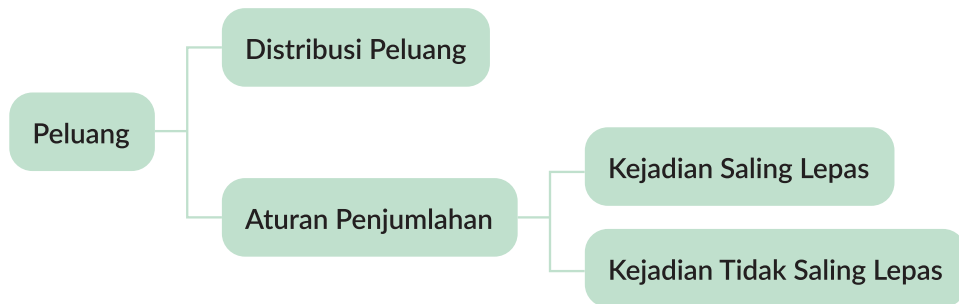 Distribusi Peluang
Peluang
Aturan Penjumlahan
Kejadian Saling Lepas
Kejadian Tidak Saling Lepas